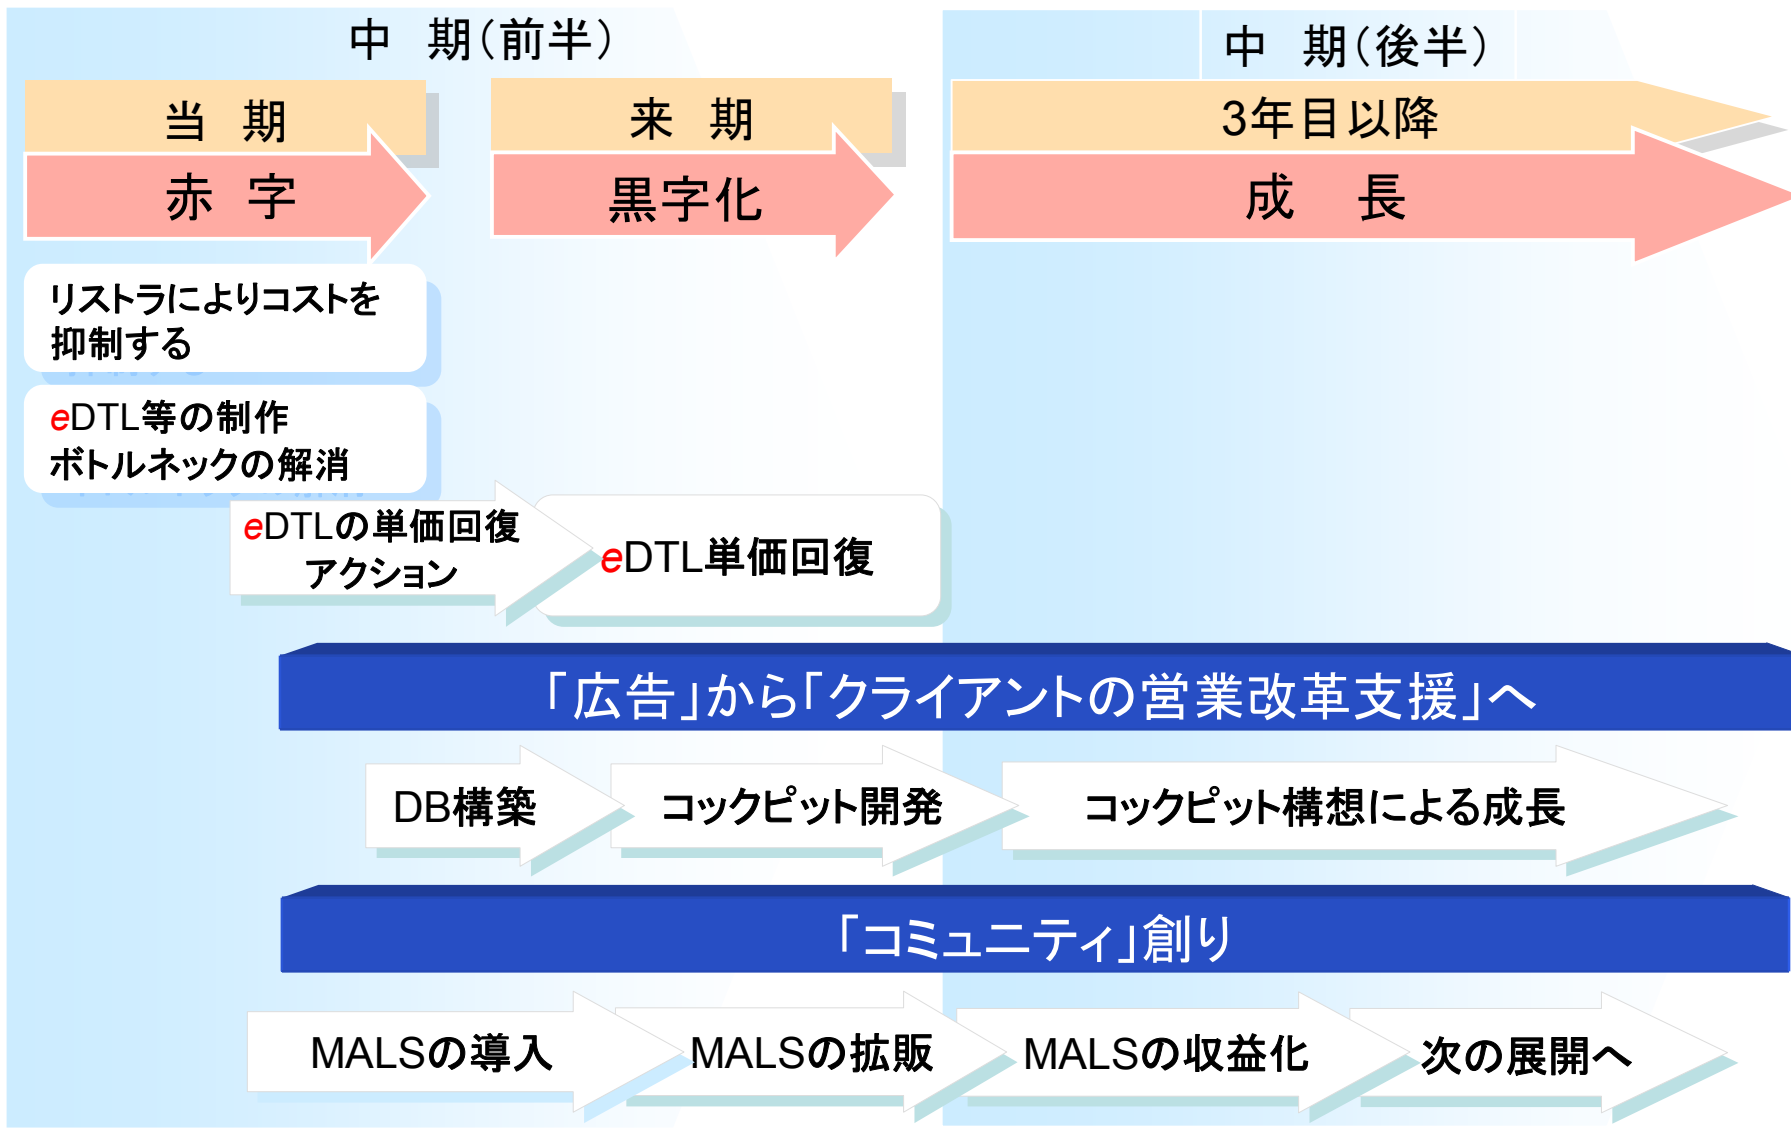 中　期（前半）
中　期（後半）
当　期
来　期
3年目以降
赤　字
黒字化
成　長
リストラによりコストを
抑制する
eDTL等の制作
ボトルネックの解消
eDTLの単価回復
アクション
eDTL単価回復
「広告」から「クライアントの営業改革支援」へ
DB構築
コックピット開発
コックピット構想による成長
「コミュニティ」創り
MALSの導入
MALSの拡販
MALSの収益化
次の展開へ